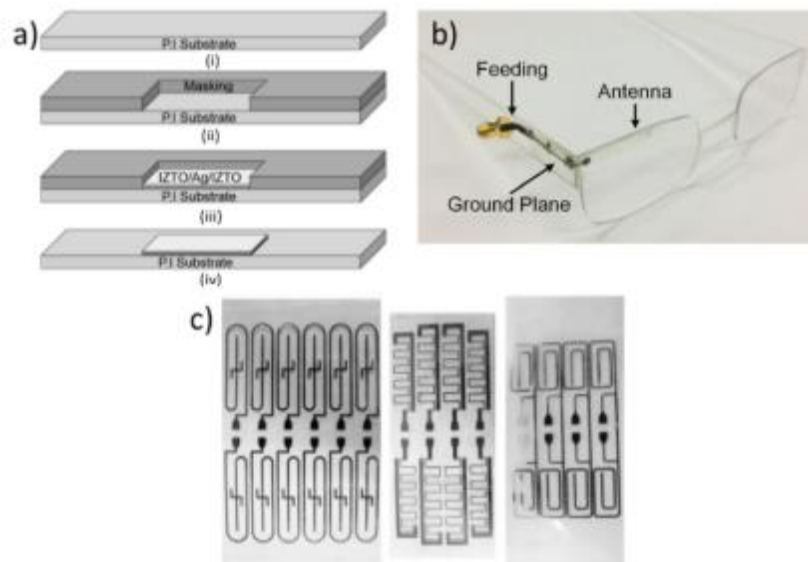 a)
P.I Substrate
(i)
Masking
P.I Substrate
(ii)
IZTO/Ag/IZTO
P.I Substrate
(iii)
P.I Substrate
(iv)
b)
Feeding
Antenna
Ground Plane
c)